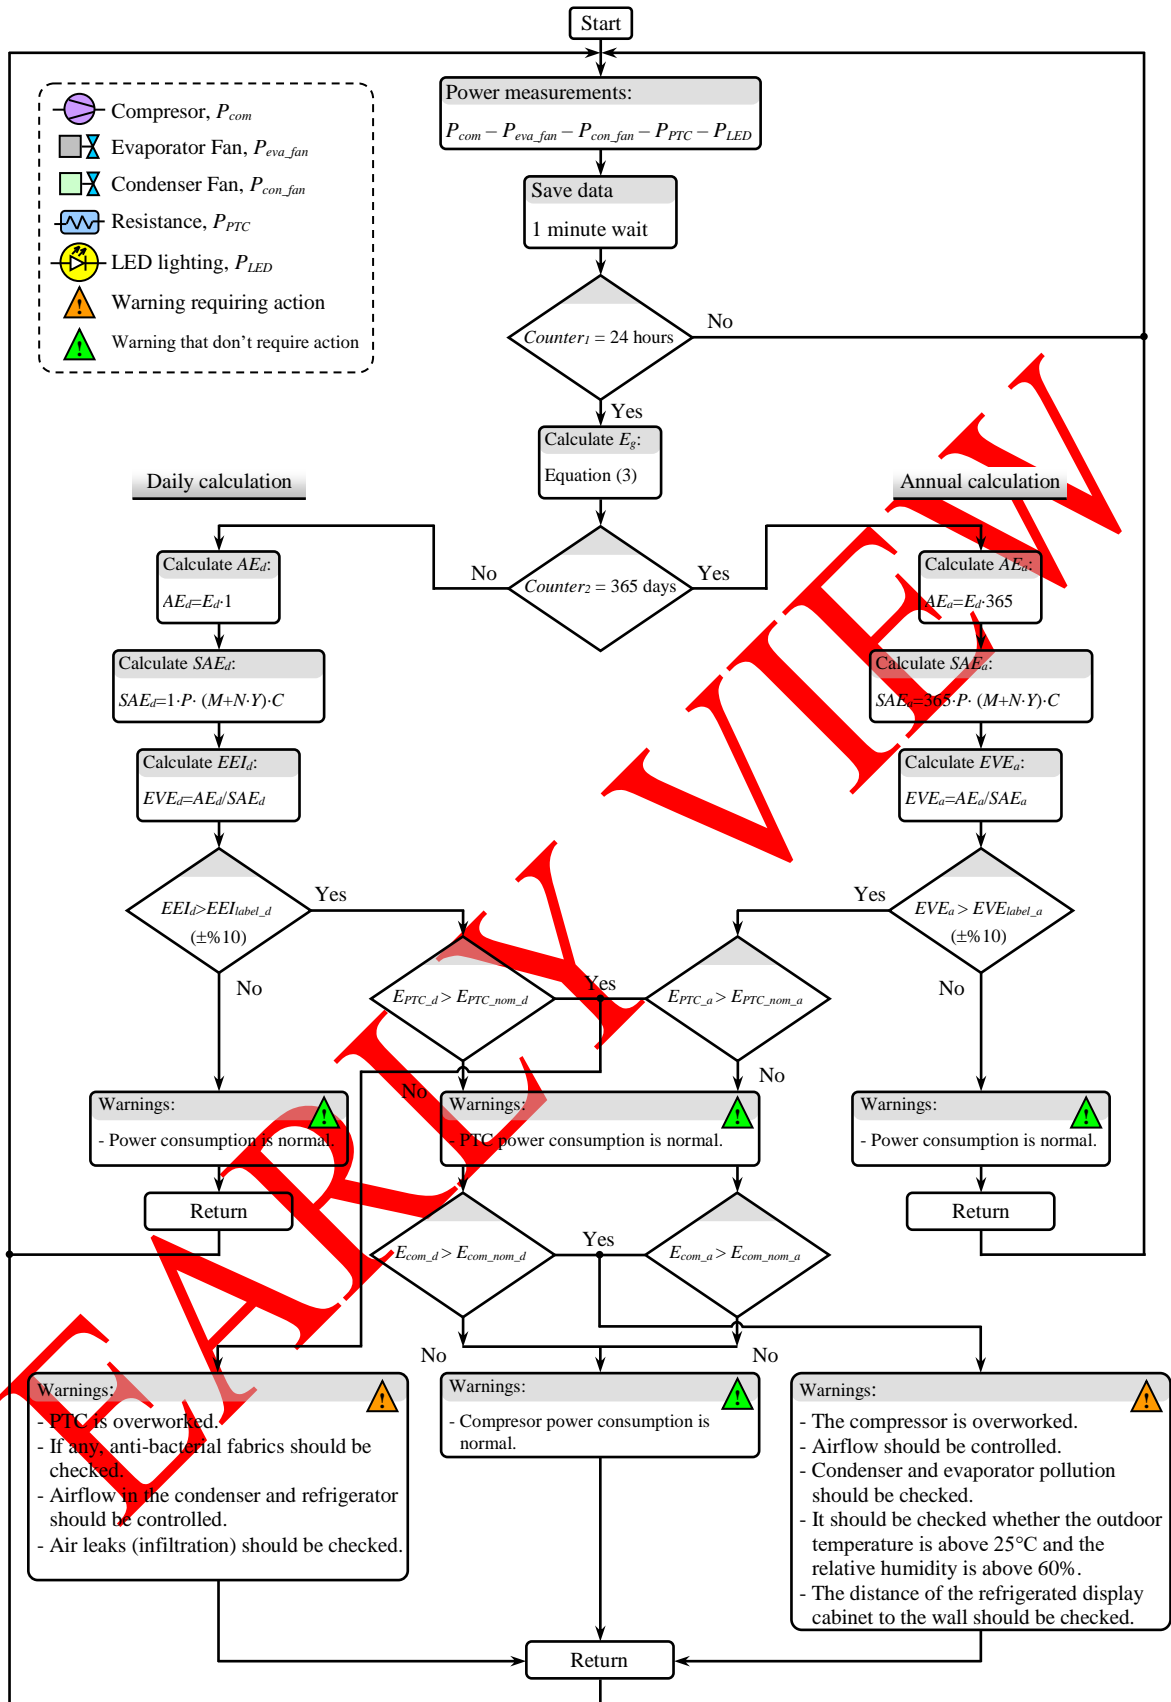 Start
Power measurements:
P_com – P_eva_fan – P_con_fan – P_PTC – P_LED
Save data
1 minute wait
Compresor, P_com
Evaporator Fan, P_eva_fan
Condenser Fan, P_con_fan
Resistance, P_PTC
LED lighting, P_LED
Warning requiring action
Warning that don't require action
Counter₁ = 24 hours
No
Yes
Calculate E_g:
Equation (3)
Daily calculation
Annual calculation
Counter₂ = 365 days
No
Yes
Calculate AE_d:
AE_d=E_d·1
Calculate AE_a:
AE_a=E_d·365
Calculate SAE_d:
SAE_d=1·P· (M+N·Y)·C
Calculate SAE_a:
SAE_a=365·P· (M+N·Y)·C
Calculate EEI_d:
EVE_d=AE_d/SAE_d
Calculate EVE_a:
EVE_a=AE_a/SAE_a
EEI_d>EEI_label_d
(±%10)
Yes
No
EVE_a > EVE_label_a
(±%10)
Yes
No
E_PTC_d > E_PTC_nom_d
Yes
E_PTC_a > E_PTC_nom_a
No
No
Warnings:
- Power consumption is normal.
Return
Warnings:
- PTC power consumption is normal.
Warnings:
- Power consumption is normal.
Return
E_com_d > E_com_nom_d
Yes
E_com_a > E_com_nom_a
No
No
Warnings:
- PTC is overworked.
- If any, anti-bacterial fabrics should be
checked.
- Airflow in the condenser and refrigerator
should be controlled.
- Air leaks (infiltration) should be checked.
Warnings:
- Compresor power consumption is
normal.
Warnings:
- The compressor is overworked.
- Airflow should be controlled.
- Condenser and evaporator pollution
should be checked.
- It should be checked whether the outdoor
temperature is above 25°C and the
relative humidity is above 60%.
- The distance of the refrigerated display
cabinet to the wall should be checked.
Return
EARLY VIEW